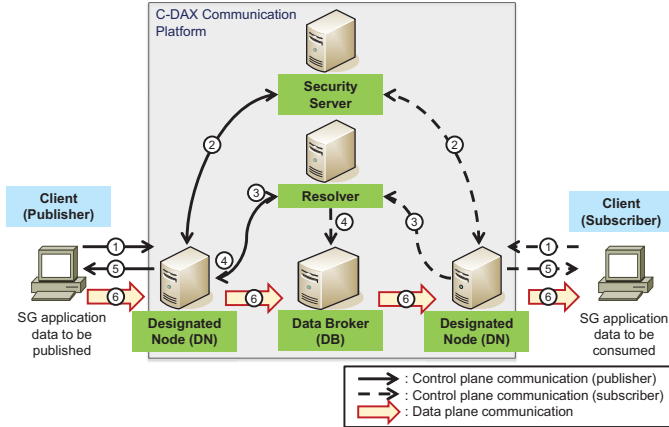 C-DAX Communication
Platform
Security
Server
2
2
Resolver
3
3
4
4
Client
(Publisher)
Client
(Subscriber)
1
5
6
1
5
6
6
6
SG application
data to be
published
Designated
Node (DN)
Data Broker
(DB)
Designated
Node (DN)
SG application
data to be
consumed
: Control plane communication (publisher)
: Control plane communication (subscriber)
: Data plane communication